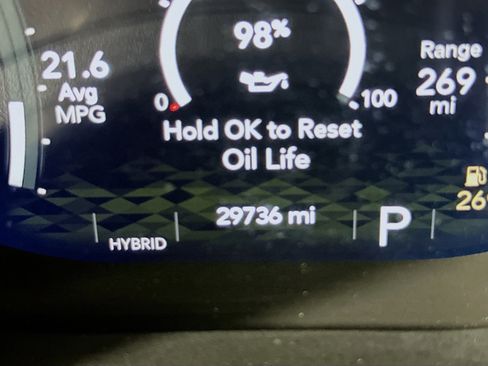 98%
21.6
Avg
MPG
Range
269
mi
0
100
Hold OK to Reset
Oil Life
29736 mi
HYBRID
P